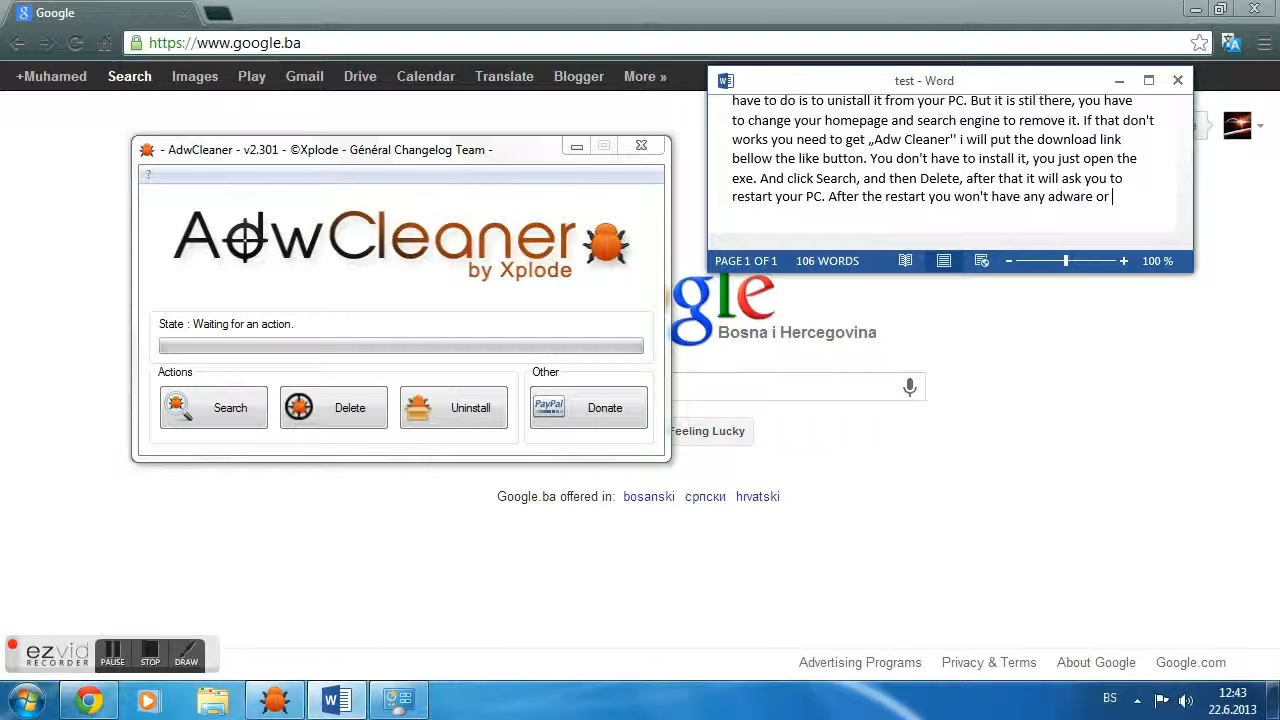 Google
https://www.google.ba
+Muhamed Search Images Play Gmail Drive Calendar Translate Blogger More »
test - Word
have to do is to unistall it from your PC. But it is stil there, you have
to change your homepage and search engine to remove it. If that don't
works you need to get „Adw Cleaner" i will put the download link
bellow the like button. You don't have to install it, you just open the
exe. And click Search, and then Delete, after that it will ask you to
restart your PC. After the restart you won't have any adware or
PAGE 1 OF 1 106 WORDS 100 %
- AdwCleaner - v2.301 - ©Xplode - Général Changelog Team -
?
AdwCleaner
by Xplode
State : Waiting for an action.
Actions
Search Delete Uninstall
Other
PayPal Donate
gle
Bosna i Hercegovina
Feeling Lucky
Google.ba offered in: bosanski српски hrvatski
ezvid
RECORDER
PAUSE STOP DRAW
Advertising Programs Privacy & Terms About Google Google.com
BS
12:43
22.6.2013